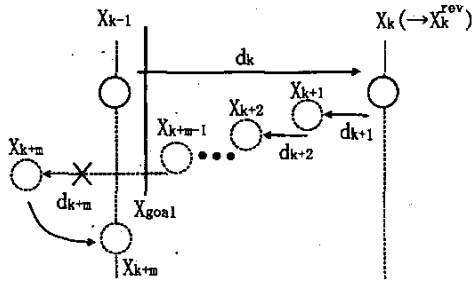 X_{k-1}
X_k(→X_k^{rev})
d_k
X_{k+1}
X_{k+2}
d_{k+1}
X_{k+m-1}
d_{k+2}
X_{k+m}
d_{k+m}
X_{goal}
X_{k+m}